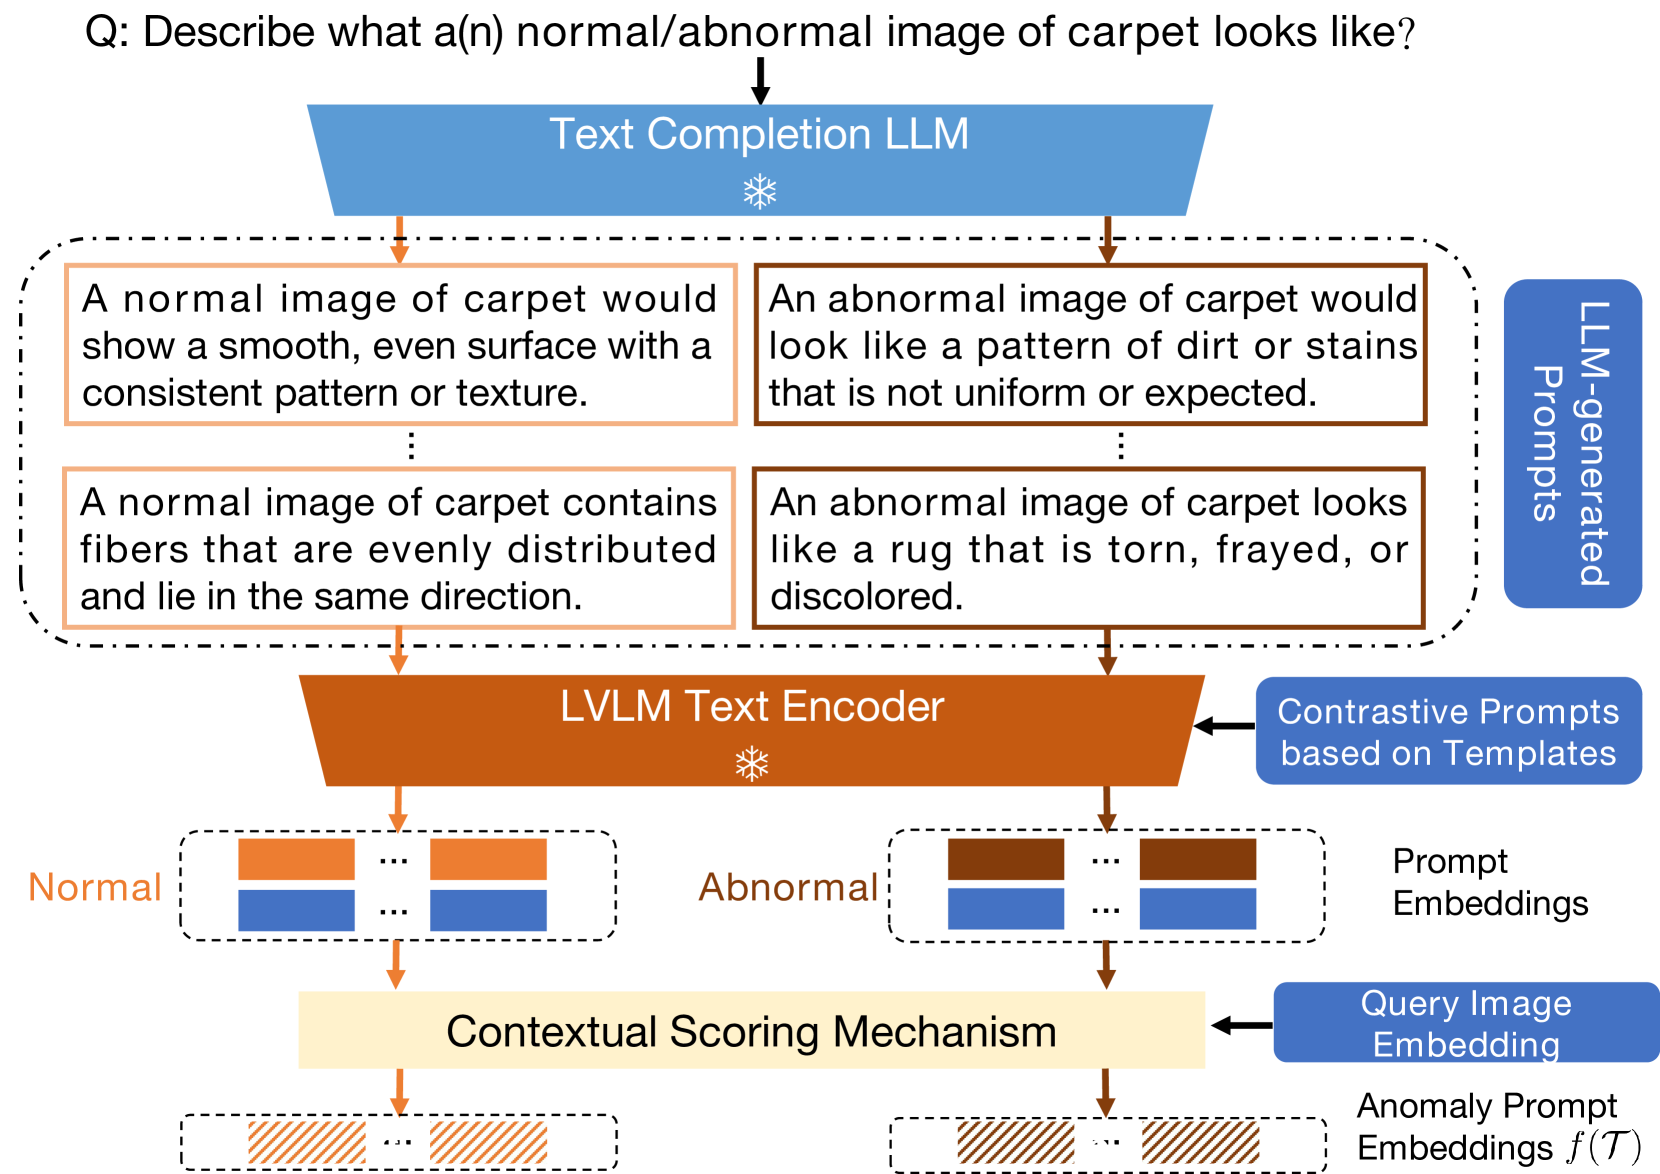 Q: Describe what a(n) normal/abnormal image of carpet looks like?
Text Completion LLM
A normal image of carpet would
show a smooth, even surface with a
consistent pattern or texture.
⋮
A normal image of carpet contains
fibers that are evenly distributed
and lie in the same direction.
An abnormal image of carpet would
look like a pattern of dirt or stains
that is not uniform or expected.
⋮
An abnormal image of carpet looks
like a rug that is torn, frayed, or
discolored.
LLM-generated
Prompts
LVLM Text Encoder
Contrastive Prompts
based on Templates
Normal
...
...
Abnormal
...
...
Prompt
Embeddings
Contextual Scoring Mechanism
Query Image
Embedding
...
...
Anomaly Prompt
Embeddings f(𝒯)